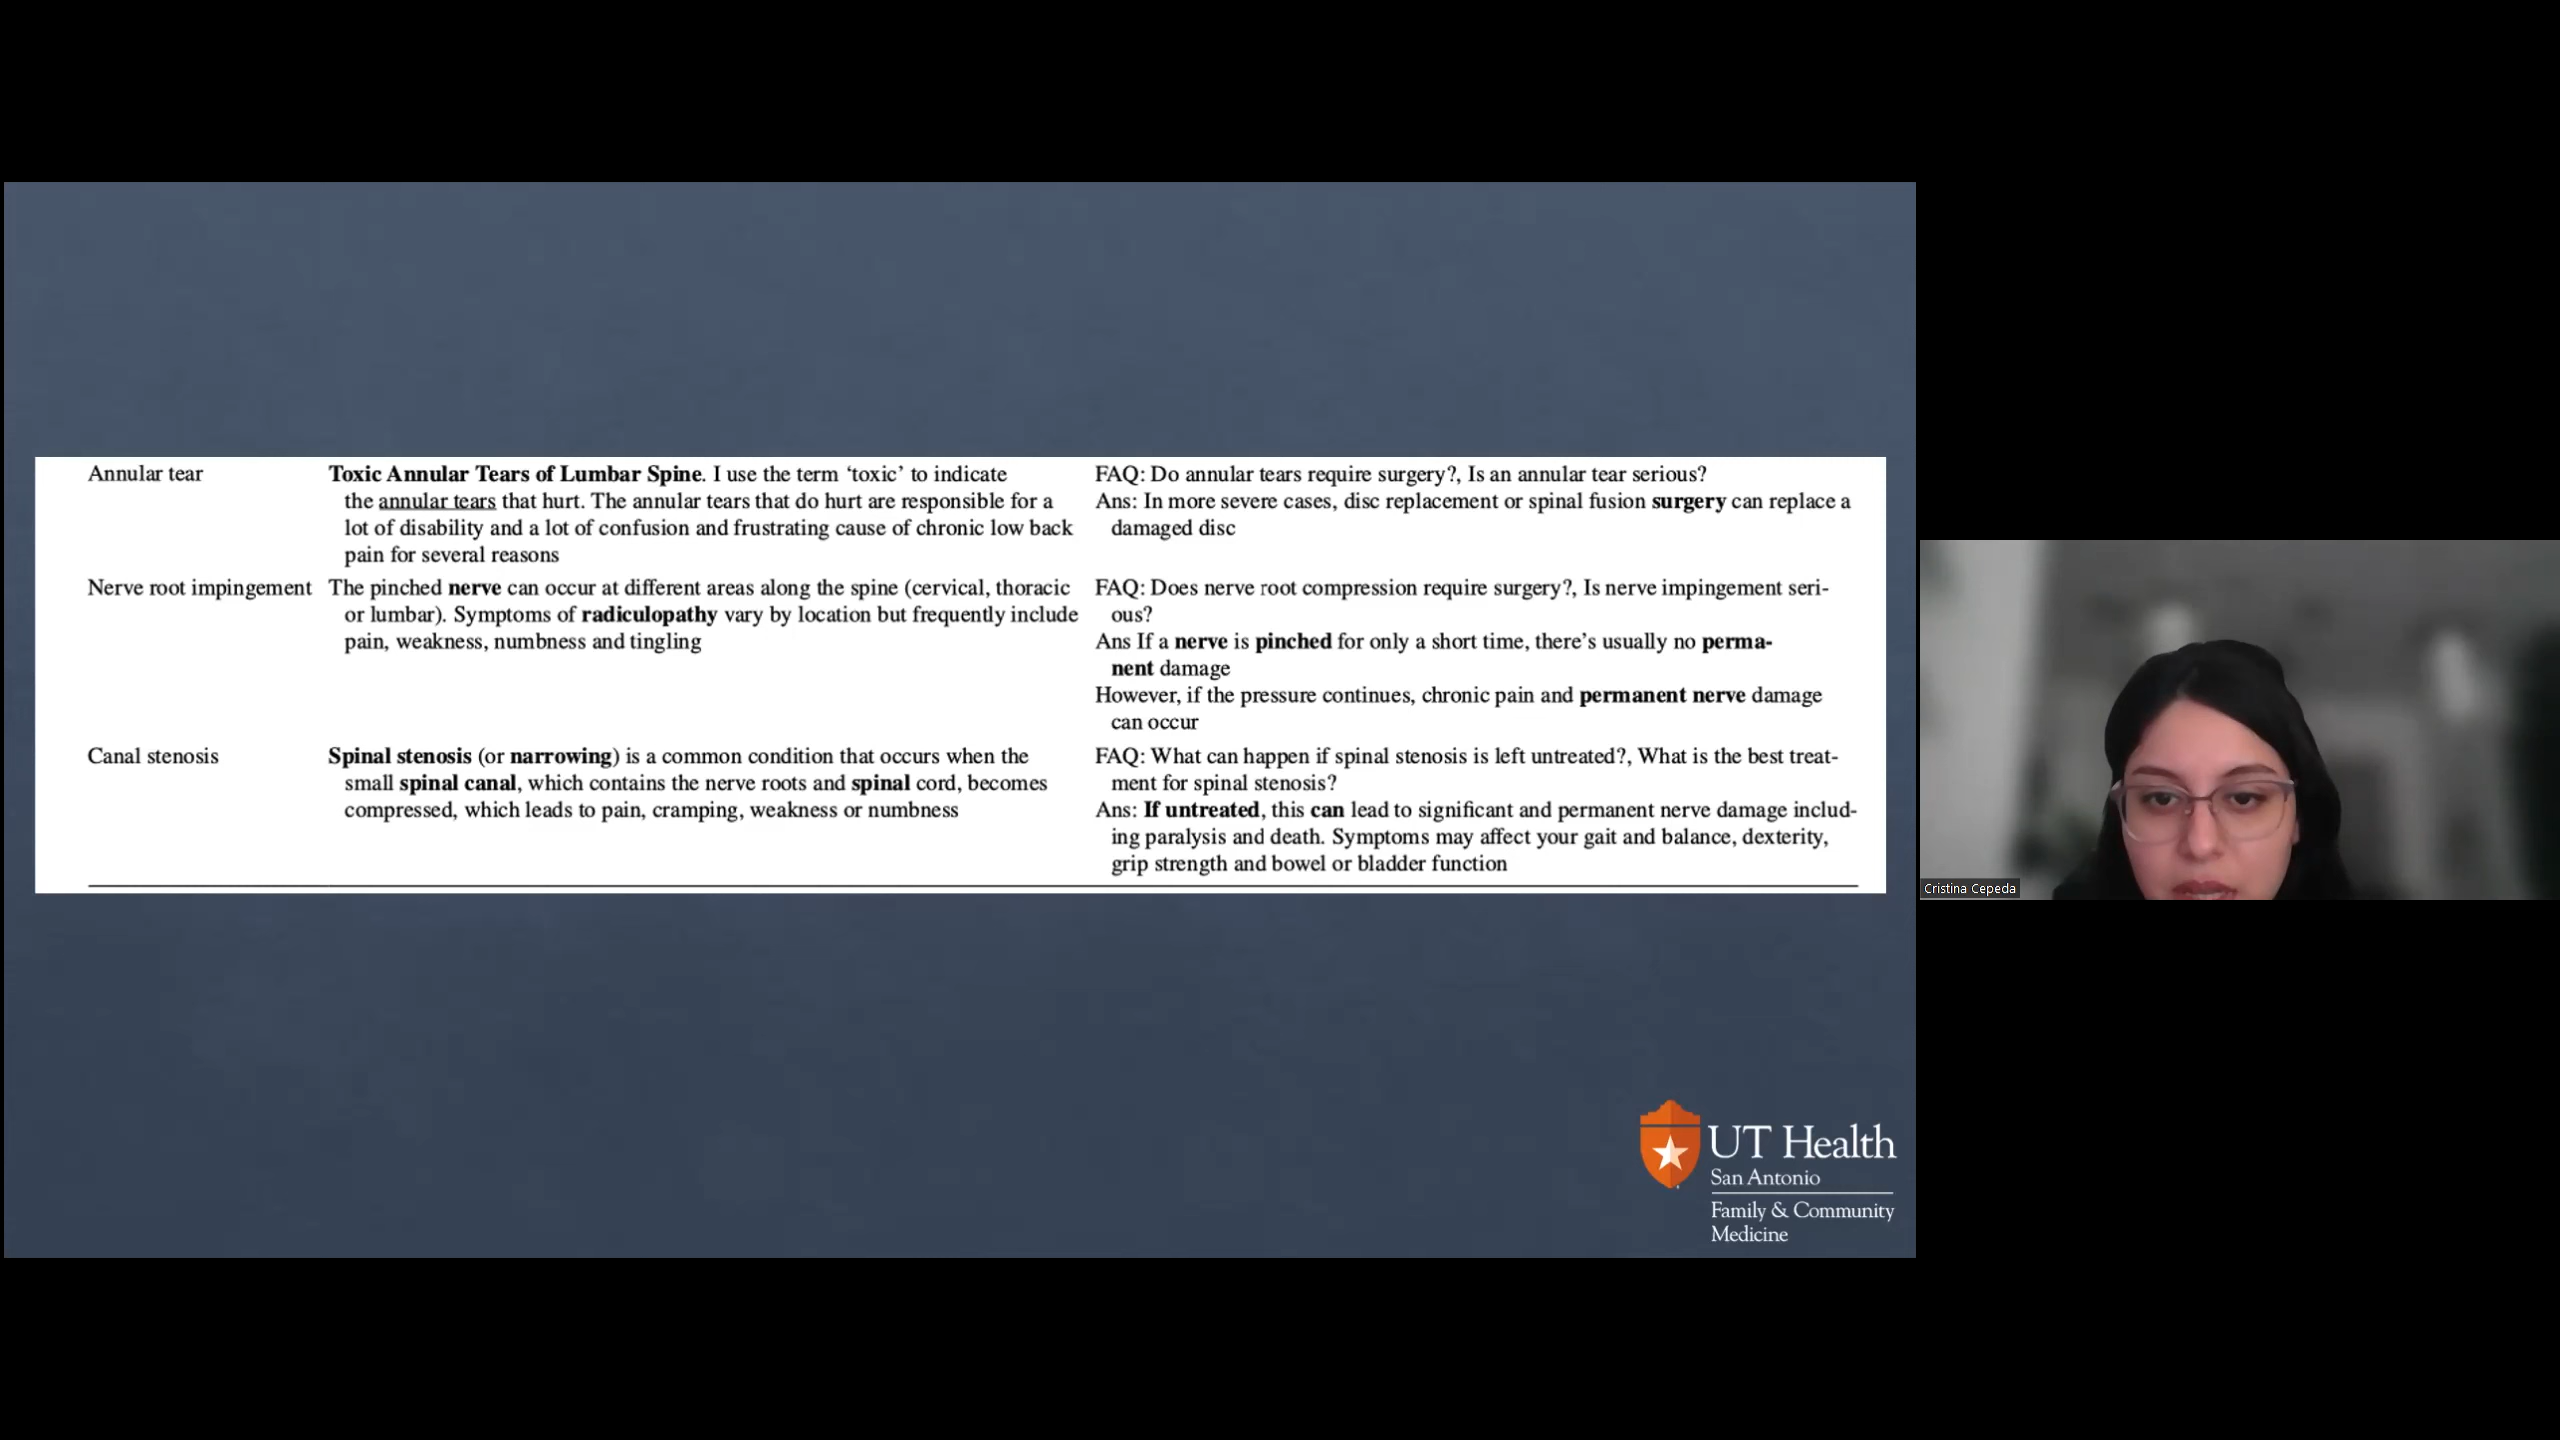 Annular tear
Toxic Annular Tears of Lumbar Spine. I use the term ‘toxic’ to indicate
the annular tears that hurt. The annular tears that do hurt are responsible for a
lot of disability and a lot of confusion and frustrating cause of chronic low back
pain for several reasons
FAQ: Do annular tears require surgery?, Is an annular tear serious?
Ans: In more severe cases, disc replacement or spinal fusion surgery can replace a
damaged disc
Nerve root impingement
The pinched nerve can occur at different areas along the spine (cervical, thoracic
or lumbar). Symptoms of radiculopathy vary by location but frequently include
pain, weakness, numbness and tingling
FAQ: Does nerve root compression require surgery?, Is nerve impingement seri-
ous?
Ans If a nerve is pinched for only a short time, there’s usually no perma-
nent damage
However, if the pressure continues, chronic pain and permanent nerve damage
can occur
Canal stenosis
Spinal stenosis (or narrowing) is a common condition that occurs when the
small spinal canal, which contains the nerve roots and spinal cord, becomes
compressed, which leads to pain, cramping, weakness or numbness
FAQ: What can happen if spinal stenosis is left untreated?, What is the best treat-
ment for spinal stenosis?
Ans: If untreated, this can lead to significant and permanent nerve damage includ-
ing paralysis and death. Symptoms may affect your gait and balance, dexterity,
grip strength and bowel or bladder function
Cristina Cepeda
UT Health
San Antonio
Family & Community
Medicine